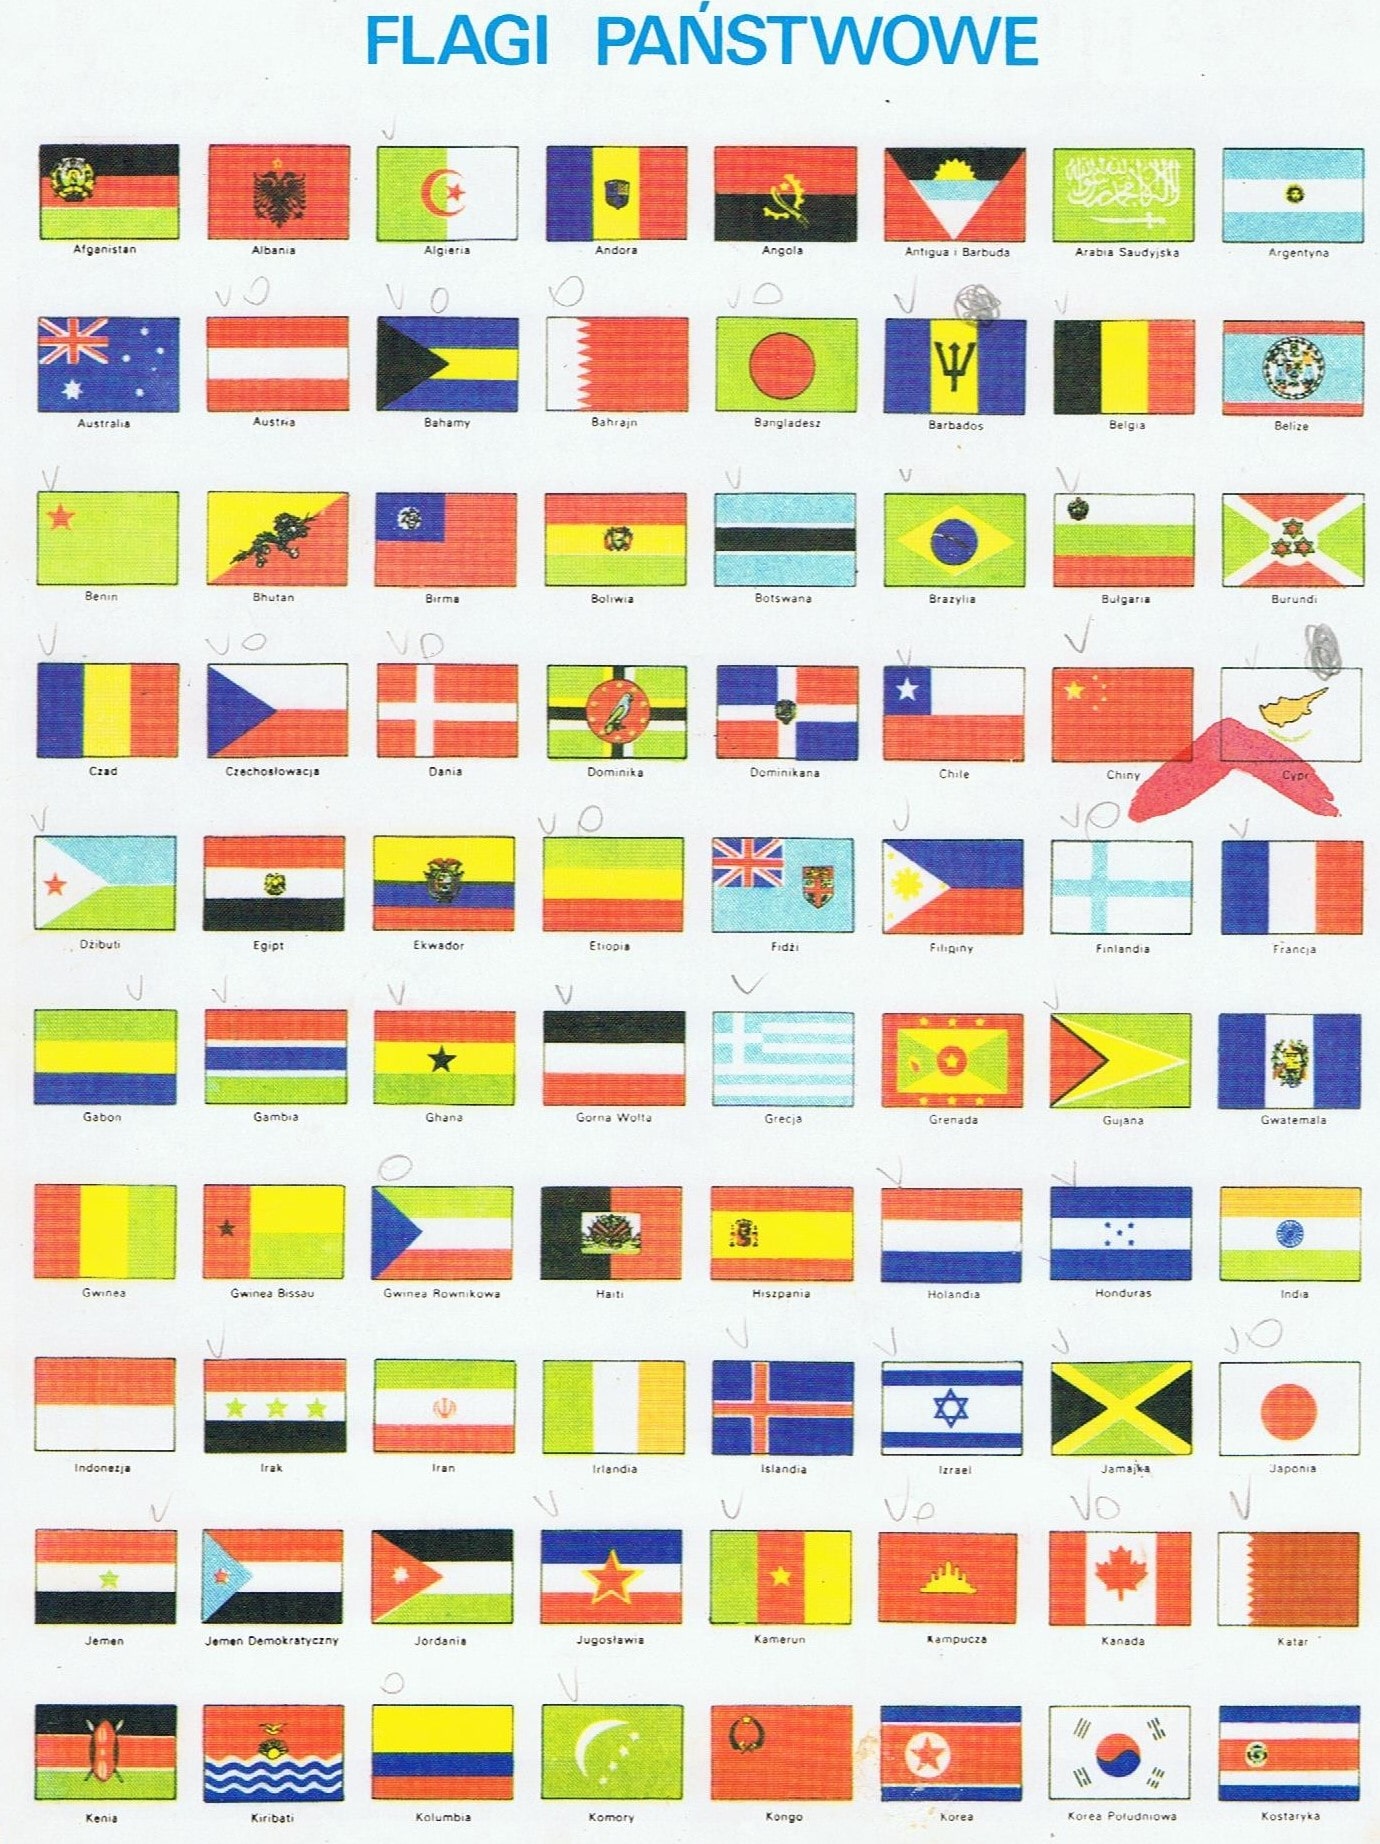 FLAGI PAŃSTWOWE
Afganistan Albania Algieria Andora Angola Antigua i Barbuda Arabia Saudyjska Argentyna
Australia Austria Bahamy Bahrajn Bangladesz Barbados Belgia Belize
Benin Bhutan Birma Boliwia Botswana Brazylia Bułgaria Burundi
Czad Czechosłowacja Dania Dominika Dominikana Chile Chiny Cypr
Dżibuti Egipt Ekwador Etiopia Fidżi Filipiny Finlandia Francja
Gabon Gambia Ghana Gorna Wolta Grecja Grenada Gujana Gwatemala
Gwinea Gwinea Bissau Gwinea Rownikowa Haiti Hiszpania Holandia Honduras India
Indonezja Irak Iran Irlandia Islandia Izrael Jamajka Japonia
Jemen Jemen Demokratyczny Jordania Jugosławia Kamerun Kampucza Kanada Katar
Kenia Kiribati Kolumbia Komory Kongo Korea Korea Południowa Kostaryka